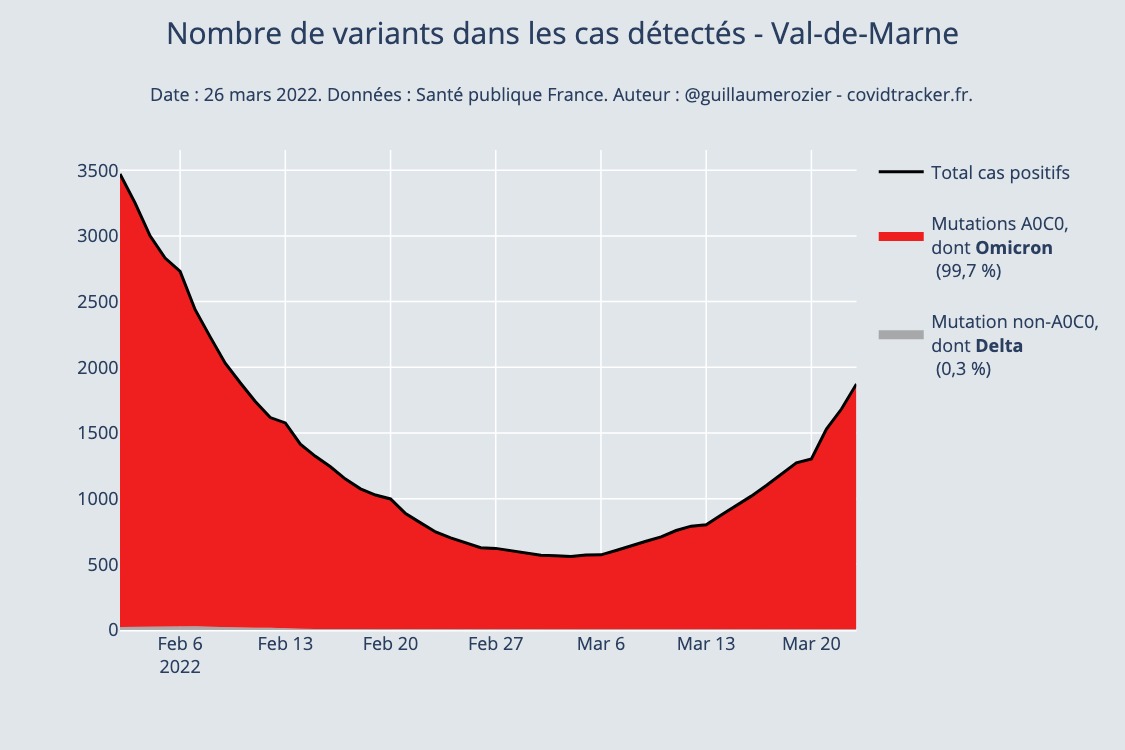 Nombre de variants dans les cas détectés - Val-de-Marne
Date : 26 mars 2022. Données : Santé publique France. Auteur : @guillaumerozier - covidtracker.fr.
3500
3000
2500
2000
1500
1000
500
0
Feb 6
2022
Feb 13
Feb 20
Feb 27
Mar 6
Mar 13
Mar 20
Total cas positifs
Mutations A0C0,
dont Omicron
(99,7 %)
Mutation non-A0C0,
dont Delta
(0,3 %)